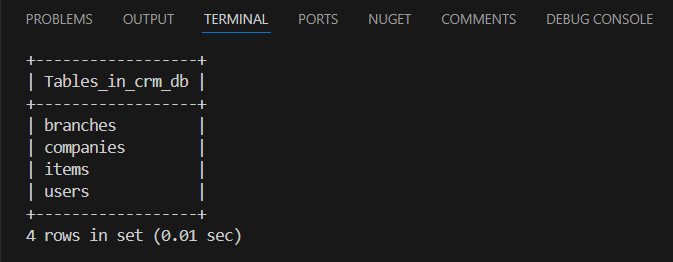 PROBLEMS OUTPUT TERMINAL PORTS NUGET COMMENTS DEBUG CONSOLE
+------------------+
| Tables_in_crm_db |
+------------------+
| branches         |
| companies        |
| items            |
| users            |
+------------------+
4 rows in set (0.01 sec)